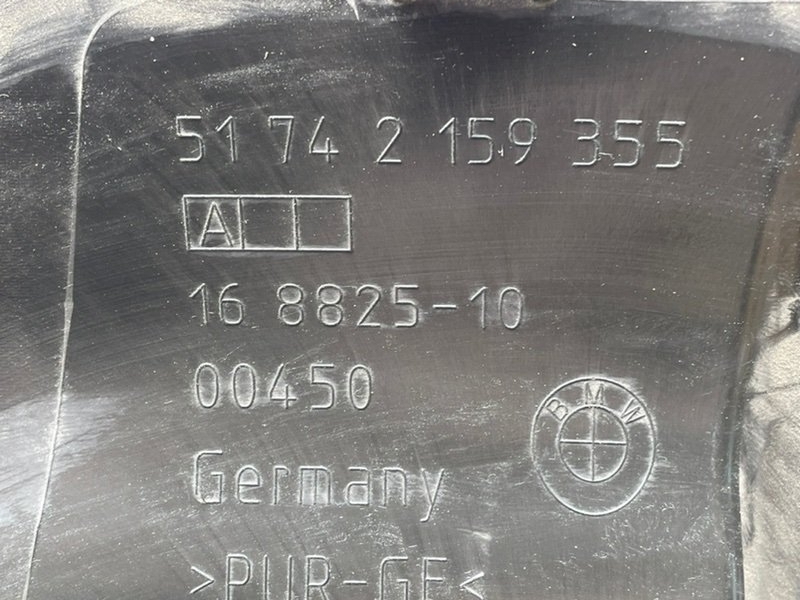 51 74 2 159 355
A
16 8825-10
00450
BMW
Germany
>PUR-GF<